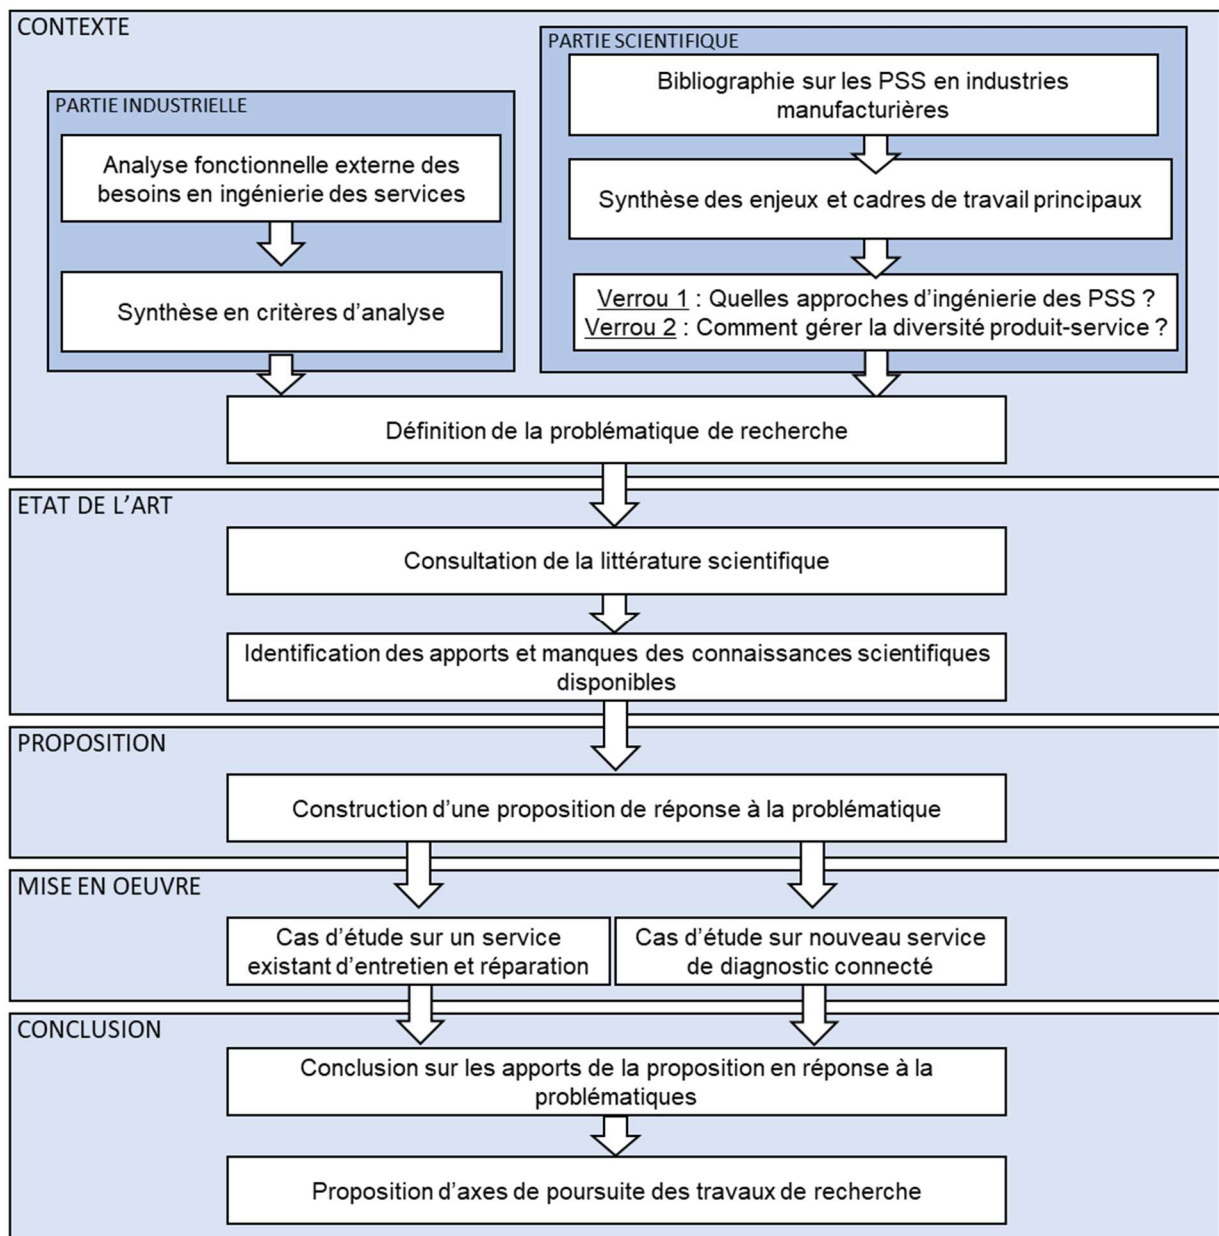 CONTEXTE
PARTIE INDUSTRIELLE
Analyse fonctionnelle externe des
besoins en ingénierie des services
Synthèse en critères d'analyse
PARTIE SCIENTIFIQUE
Bibliographie sur les PSS en industries
manufacturières
Synthèse des enjeux et cadres de travail principaux
Verrou 1 : Quelles approches d'ingénierie des PSS ?
Verrou 2 : Comment gérer la diversité produit-service ?
Définition de la problématique de recherche
ETAT DE L'ART
Consultation de la littérature scientifique
Identification des apports et manques des connaissances scientifiques
disponibles
PROPOSITION
Construction d'une proposition de réponse à la problématique
MISE EN OEUVRE
Cas d'étude sur un service
existant d'entretien et réparation
Cas d'étude sur nouveau service
de diagnostic connecté
CONCLUSION
Conclusion sur les apports de la proposition en réponse à la
problématiques
Proposition d'axes de poursuite des travaux de recherche